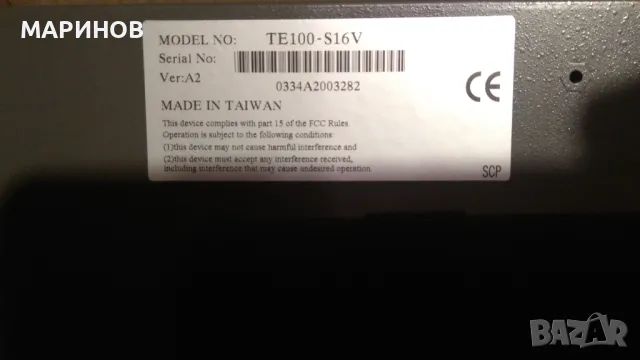 МАРИНОВ
MODEL NO: TE100-S16V
Serial No:
Ver:A2
0334A2003282
MADE IN TAIWAN
This device complies with part 15 of the FCC Rules.
Operation is subject to the following conditions:
(1)this device may not cause harmful interference and
(2)this device must accept any interference received,
including interference that may cause undesired operation.
CE
SCP
BAZAR